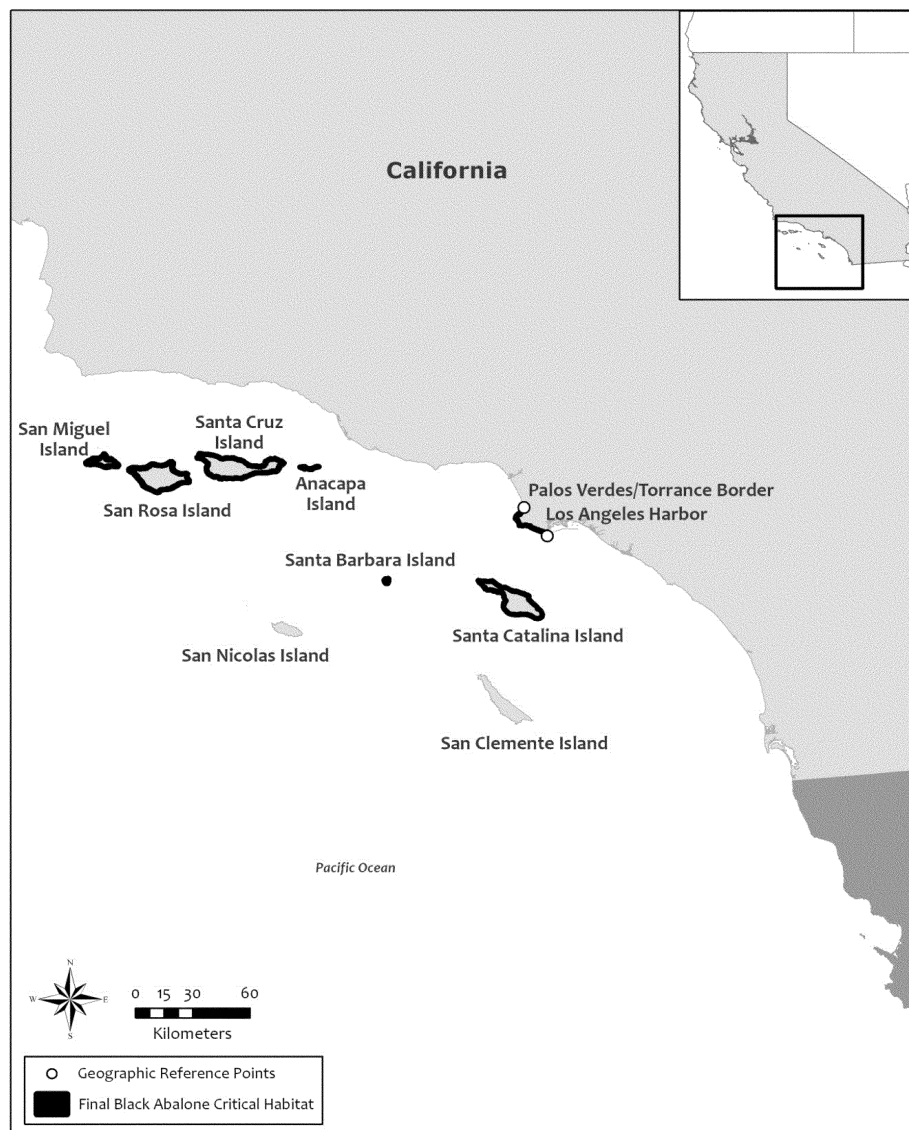 California
San Miguel
Island
Santa Cruz
Island
San Rosa Island
Anacapa
Island
Palos Verdes/Torrance Border
Los Angeles Harbor
Santa Barbara Island
Santa Catalina Island
San Nicolas Island
San Clemente Island
Pacific Ocean
N
W E
S
0 15 30 60
Kilometers
Geographic Reference Points
Final Black Abalone Critical Habitat